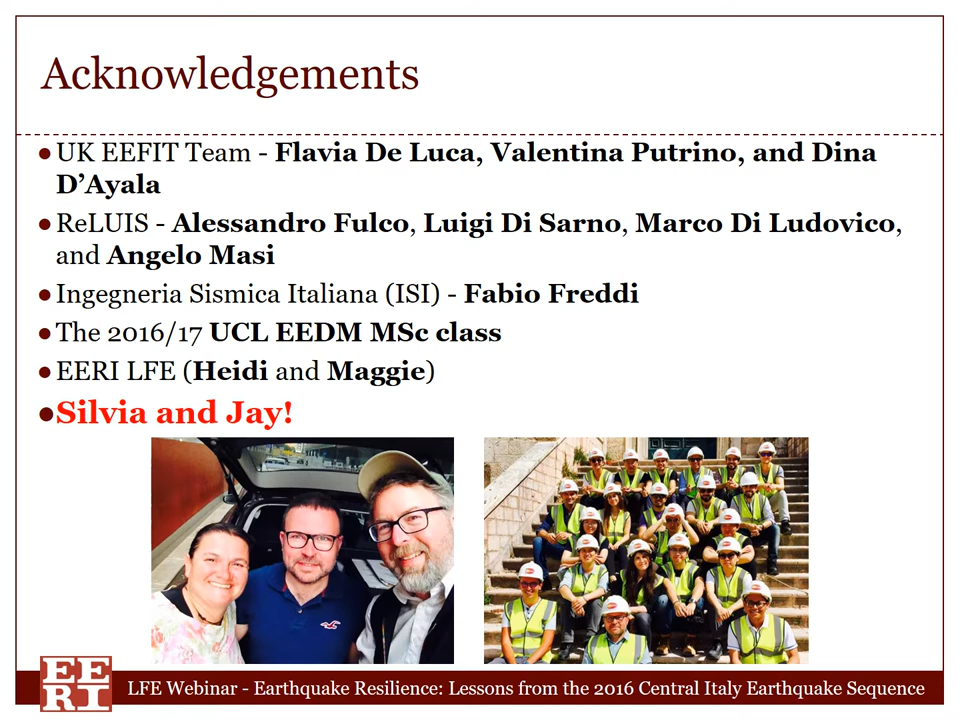 Acknowledgements
●UK EEFIT Team - Flavia De Luca, Valentina Putrino, and Dina
D’Ayala
●ReLUIS - Alessandro Fulco, Luigi Di Sarno, Marco Di Ludovico,
and Angelo Masi
●Ingegneria Sismica Italiana (ISI) - Fabio Freddi
●The 2016/17 UCL EEDM MSc class
●EERI LFE (Heidi and Maggie)
●Silvia and Jay!
EE
RI
LFE Webinar - Earthquake Resilience: Lessons from the 2016 Central Italy Earthquake Sequence